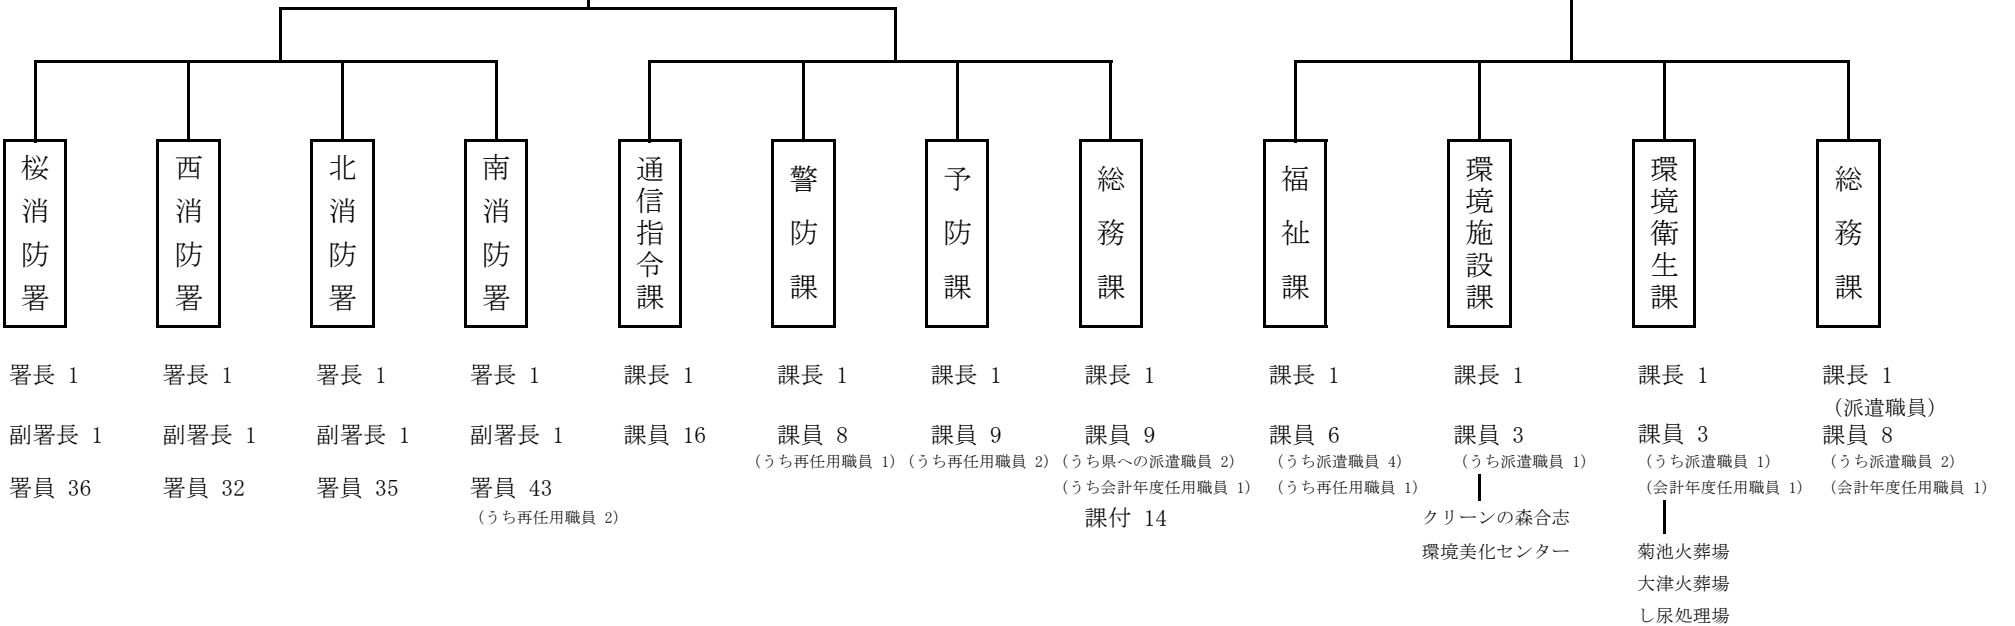 桜消防署
署長 1
副署長 1
署員 36
西消防署
署長 1
副署長 1
署員 32
北消防署
署長 1
副署長 1
署員 35
南消防署
署長 1
副署長 1
署員 43
（うち再任用職員 2）
通信指令課
課長 1
課員 16
警防課
課長 1
課員 8
（うち再任用職員 1）
予防課
課長 1
課員 9
（うち再任用職員 2）
総務課
課長 1
課員 9
（うち県への派遣職員 2）
（うち会計年度任用職員 1）
課付 14
福祉課
課長 1
課員 6
（うち派遣職員 4）
（うち再任用職員 1）
環境施設課
課長 1
課員 3
（うち派遣職員 1）
クリーンの森合志
環境美化センター
環境衛生課
課長 1
課員 3
（うち派遣職員 1）
（会計年度任用職員 1）
菊池火葬場
大津火葬場
し尿処理場
総務課
課長 1
（派遣職員）
課員 8
（うち派遣職員 2）
（会計年度任用職員 1）